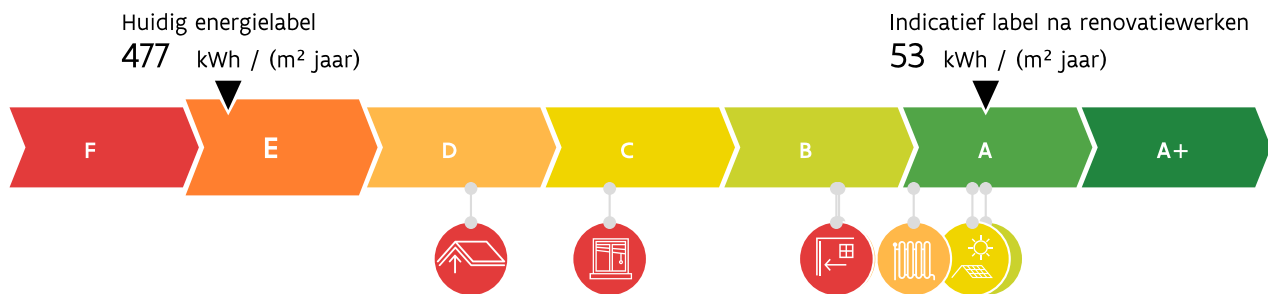 Huidig energielabel
477 kWh / (m² jaar)
Indicatief label na renovatiewerken
53 kWh / (m² jaar)
F E D C B A A+